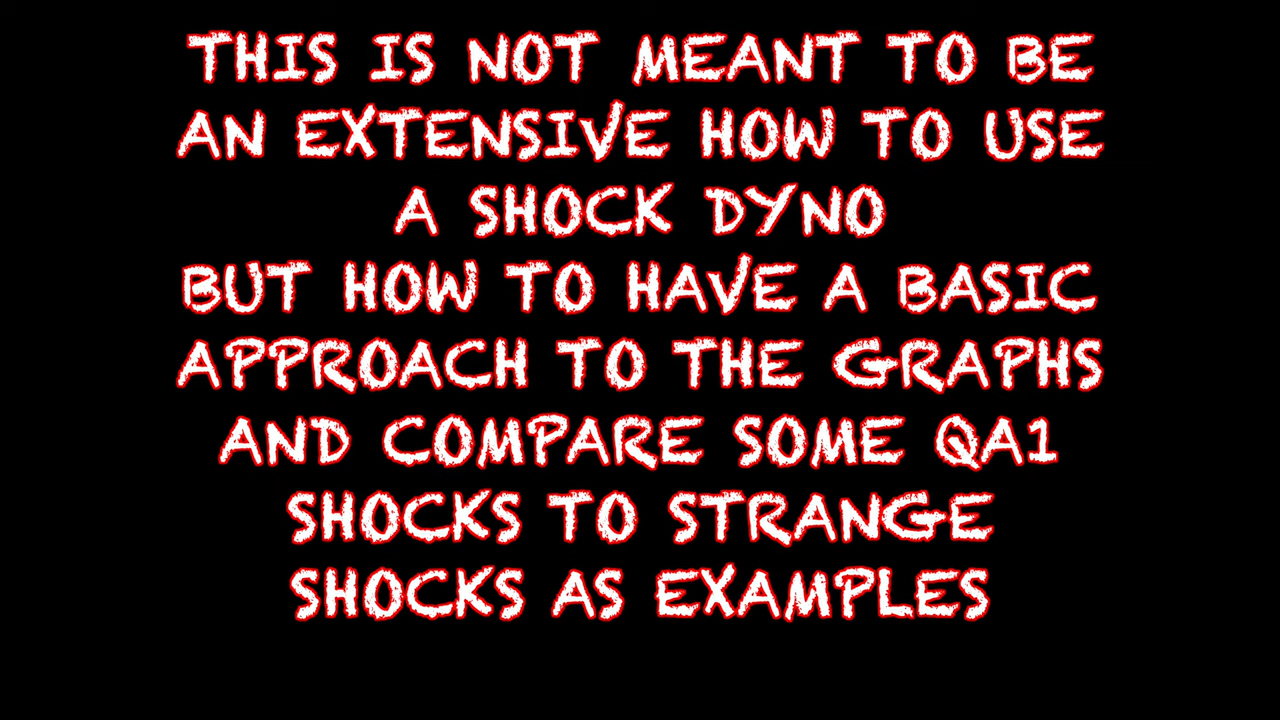 THIS IS NOT MEANT TO BE
AN EXTENSIVE HOW TO USE
A SHOCK DYNO
BUT HOW TO HAVE A BASIC
APPROACH TO THE GRAPHS
AND COMPARE SOME QA1
SHOCKS TO STRANGE
SHOCKS AS EXAMPLES